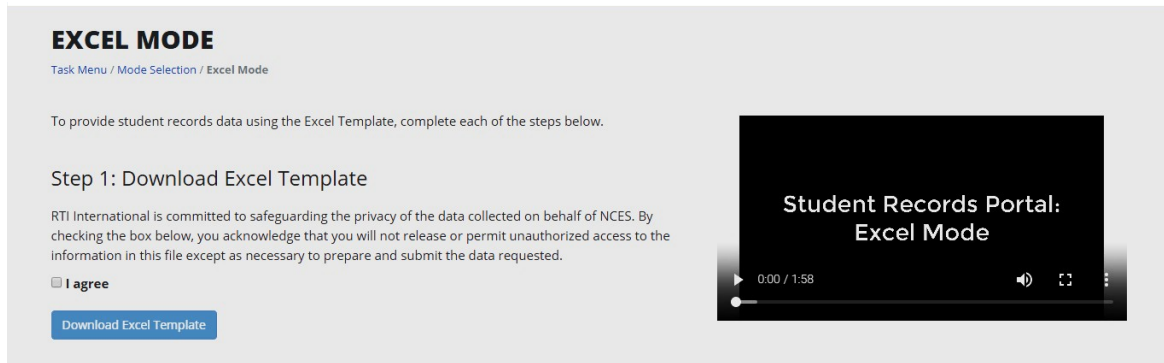 EXCEL MODE
Task Menu / Mode Selection / Excel Mode
To provide student records data using the Excel Template, complete each of the steps below.
Step 1: Download Excel Template
RTI International is committed to safeguarding the privacy of the data collected on behalf of NCES. By
checking the box below, you acknowledge that you will not release or permit unauthorized access to the
information in this file except as necessary to prepare and submit the data requested.
I agree
Download Excel Template
Student Records Portal:
Excel Mode
0:00 / 1:58